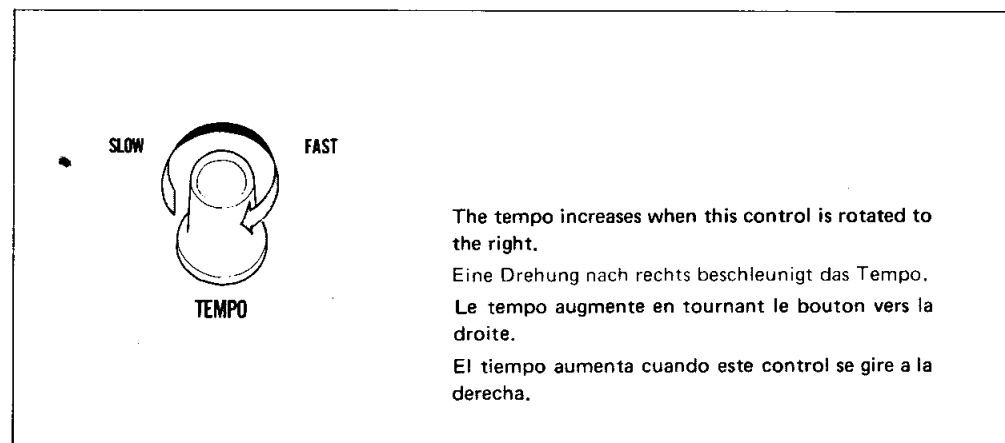 SLOW
FAST
TEMPO
The tempo increases when this control is rotated to
the right.
Eine Drehung nach rechts beschleunigt das Tempo.
Le tempo augmente en tournant le bouton vers la
droite.
El tiempo aumenta cuando este control se gire a la
derecha.